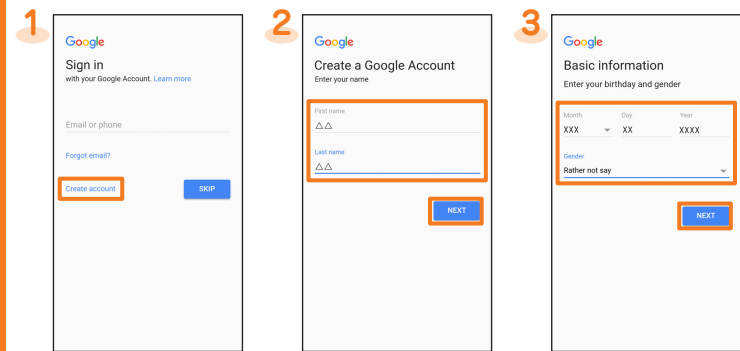 1
Google
Sign in
with your Google Account. Learn more
Email or phone
Forgot email?
Create account
SKIP
2
Google
Create a Google Account
Enter your name
First name
△△
Last name
△△
NEXT
3
Google
Basic information
Enter your birthday and gender
Month Day Year
XXX XX XXXX
Gender
Rather not say
NEXT